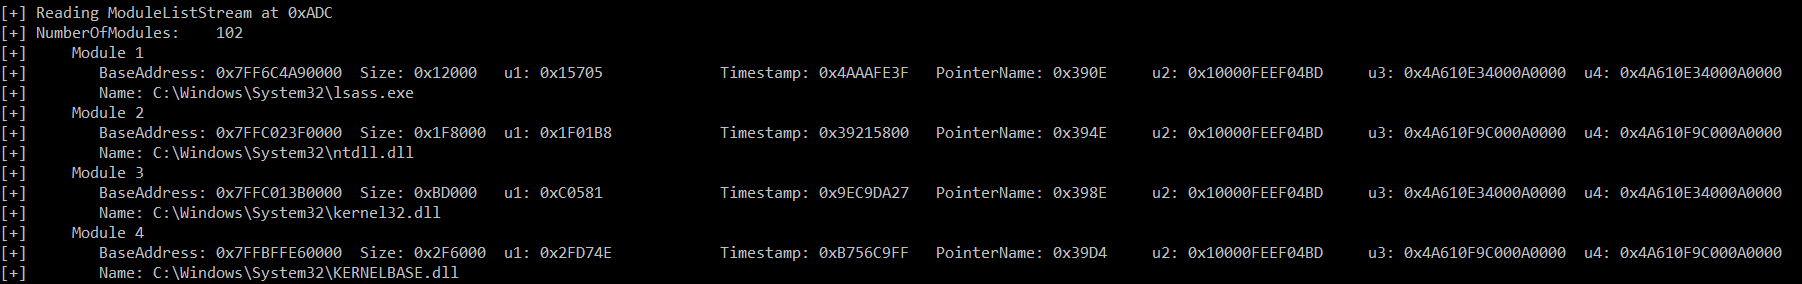 [+] Reading ModuleListStream at 0xADC
[+] NumberOfModules: 102
[+] Module 1
[+] BaseAddress: 0x7FF6C4A90000 Size: 0x12000 u1: 0x15705 Timestamp: 0x4AAAFE3F PointerName: 0x390E u2: 0x10000FEEF04BD u3: 0x4A610E34000A0000 u4: 0x4A610E34000A0000
[+] Name: C:\Windows\System32\lsass.exe
[+] Module 2
[+] BaseAddress: 0x7FFC023F0000 Size: 0x1F8000 u1: 0x1F01B8 Timestamp: 0x39215800 PointerName: 0x394E u2: 0x10000FEEF04BD u3: 0x4A610F9C000A0000 u4: 0x4A610F9C000A0000
[+] Name: C:\Windows\System32\ntdll.dll
[+] Module 3
[+] BaseAddress: 0x7FFC013B0000 Size: 0xBD000 u1: 0xC0581 Timestamp: 0x9EC9DA27 PointerName: 0x398E u2: 0x10000FEEF04BD u3: 0x4A610E34000A0000 u4: 0x4A610E34000A0000
[+] Name: C:\Windows\System32\kernel32.dll
[+] Module 4
[+] BaseAddress: 0x7FFBFFE60000 Size: 0x2F6000 u1: 0x2FD74E Timestamp: 0xB756C9FF PointerName: 0x39D4 u2: 0x10000FEEF04BD u3: 0x4A610F9C000A0000 u4: 0x4A610F9C000A0000
[+] Name: C:\Windows\System32\KERNELBASE.dll